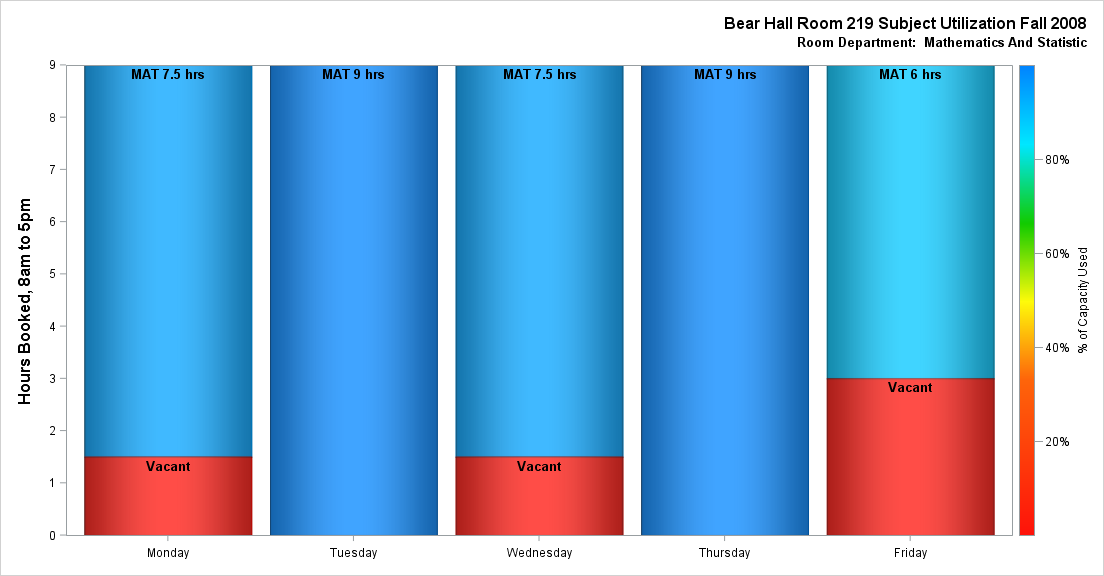 Bear Hall Room 219 Subject Utilization Fall 2008
Room Department:  Mathematics And Statistic
Hours Booked, 8am to 5pm
9
8
7
6
5
4
3
2
1
0
MAT 7.5 hrs
MAT 9 hrs
MAT 7.5 hrs
MAT 9 hrs
MAT 6 hrs
Vacant
Vacant
Vacant
Monday
Tuesday
Wednesday
Thursday
Friday
80%
60%
40%
20%
% of Capacity Used